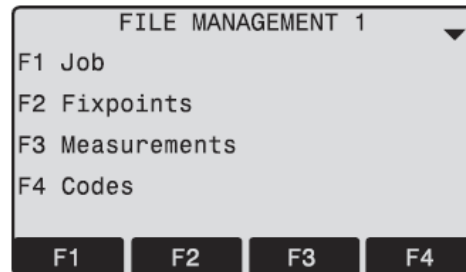 FILE MANAGEMENT 1
F1 Job
F2 Fixpoints
F3 Measurements
F4 Codes
F1 F2 F3 F4